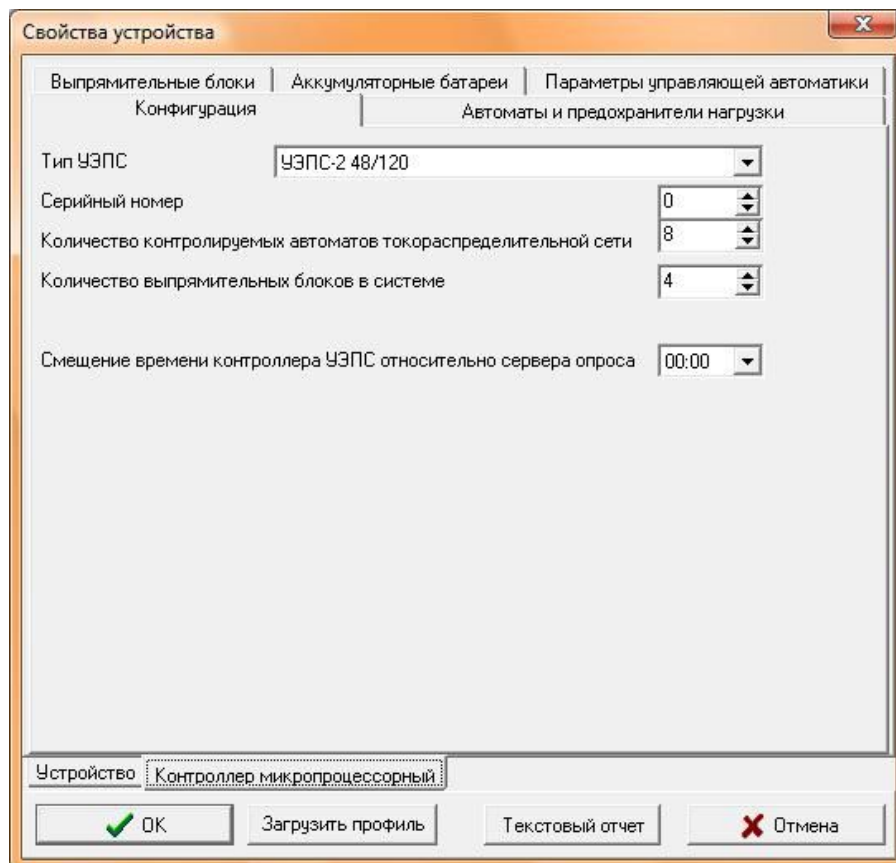 Свойства устройства
Выпрямительные блоки Аккумуляторные батареи Параметры управляющей автоматики
Конфигурация Автоматы и предохранители нагрузки
Тип УЭПС УЭПС-2 48/120
Серийный номер 0
Количество контролируемых автоматов токораспределительной сети 8
Количество выпрямительных блоков в системе 4
Смещение времени контроллера УЭПС относительно сервера опроса 00:00
Устройство Контроллер микропроцессорный
OK Загрузить профиль Текстовый отчет Отмена